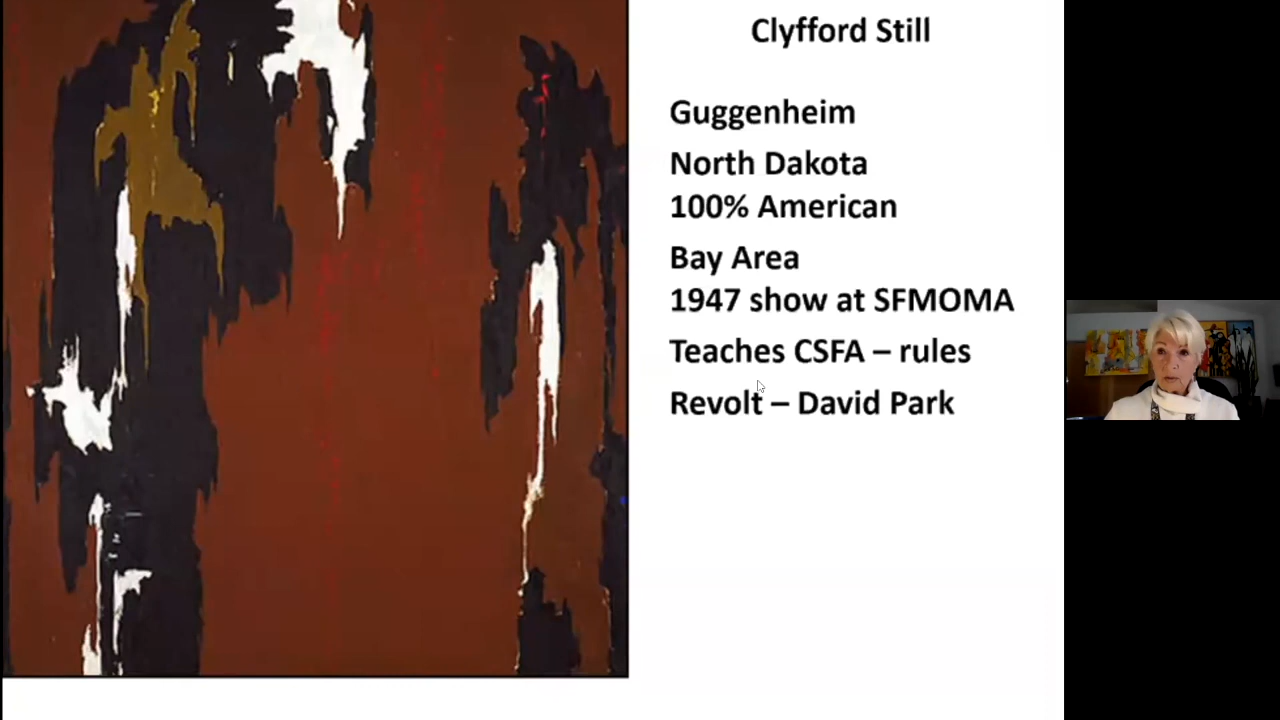 Clyfford Still
Guggenheim
North Dakota
100% American
Bay Area
1947 show at SFMOMA
Teaches CSFA – rules
Revolt – David Park